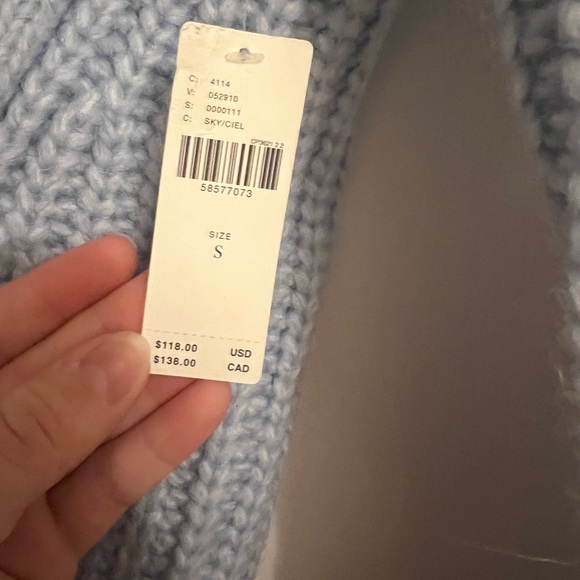 C: 4114
V: 052910
S: 0000111
C: SKY/CIEL
58577073
SIZE
S
$118.00 USD
$138.00 CAD